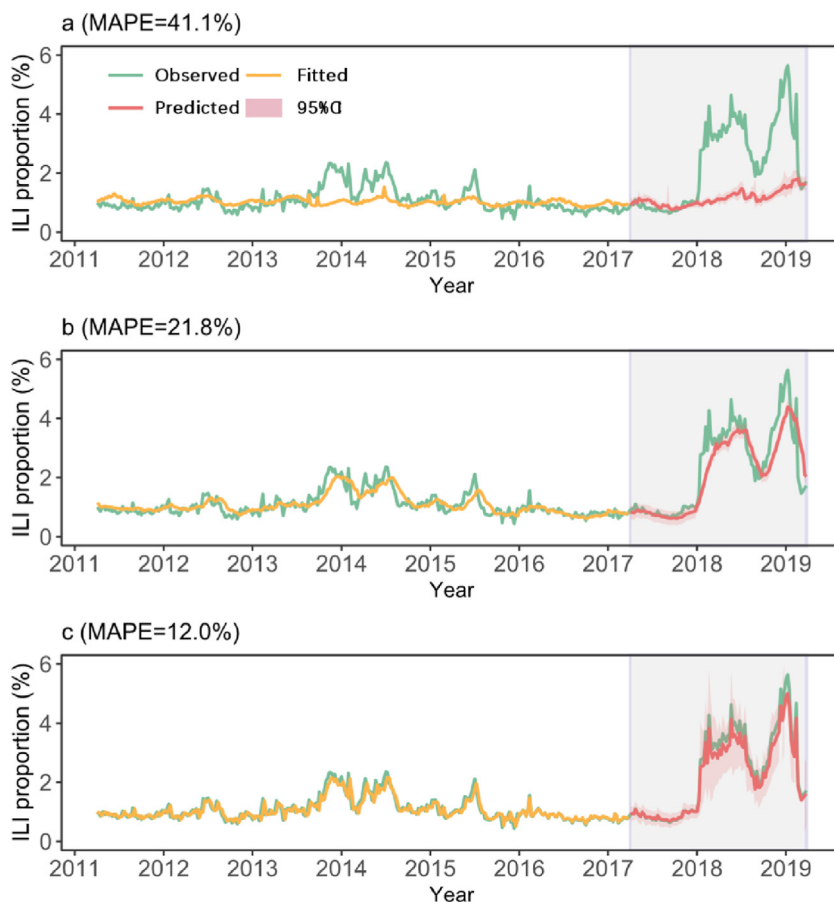 a (MAPE=41.1%)
6
4
2
0
ILI proportion (%)
Observed
Fitted
Predicted
95%CI
2011 2012 2013 2014 2015 2016 2017 2018 2019
Year
b (MAPE=21.8%)
6
4
2
0
ILI proportion (%)
2011 2012 2013 2014 2015 2016 2017 2018 2019
Year
c (MAPE=12.0%)
6
4
2
0
ILI proportion (%)
2011 2012 2013 2014 2015 2016 2017 2018 2019
Year